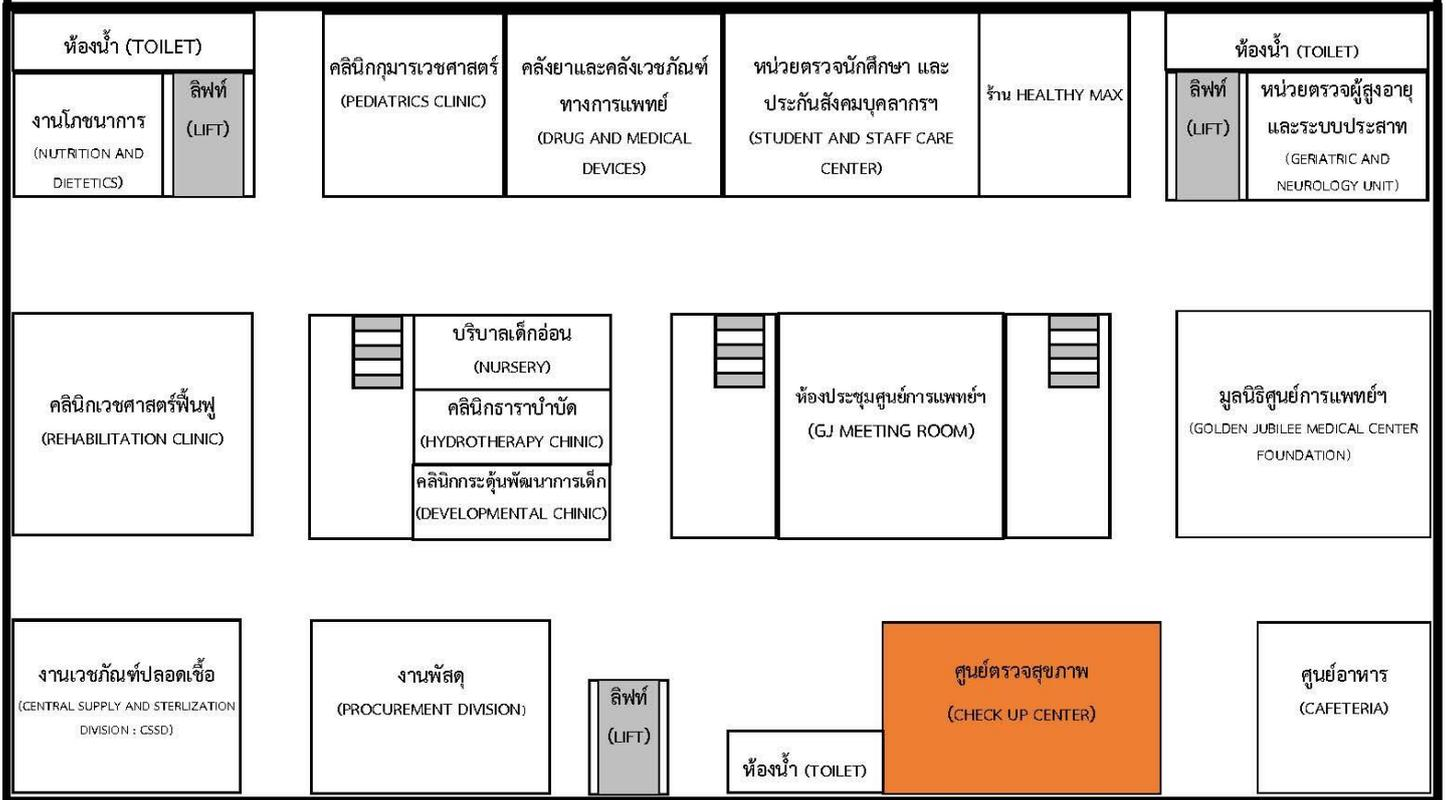 ห้องน้ำ (TOILET)
งานโภชนาการ
(NUTRITION AND
DIETETICS)
ลิฟท์
(LIFT)
คลินิกกุมารเวชศาสตร์
(PEDIATRICS CLINIC)
คลังยาและคลังเวชภัณฑ์
ทางการแพทย์
(DRUG AND MEDICAL
DEVICES)
หน่วยตรวจนักศึกษา และ
ประกันสังคมบุคลากรฯ
(STUDENT AND STAFF CARE
CENTER)
ร้าน HEALTHY MAX
ห้องน้ำ (TOILET)
ลิฟท์
(LIFT)
หน่วยตรวจผู้สูงอายุ
และระบบประสาท
(GERIATRIC AND
NEUROLOGY UNIT)
คลินิกเวชศาสตร์ฟื้นฟู
(REHABILITATION CLINIC)
บริบาลเด็กอ่อน
(NURSERY)
คลินิกธาราบำบัด
(HYDROTHERAPY CHINIC)
คลินิกกระตุ้นพัฒนาการเด็ก
(DEVELOPMENTAL CHINIC)
ห้องประชุมศูนย์การแพทย์ฯ
(GJ MEETING ROOM)
มูลนิธิศูนย์การแพทย์ฯ
(GOLDEN JUBILEE MEDICAL CENTER
FOUNDATION)
งานเวชภัณฑ์ปลอดเชื้อ
(CENTRAL SUPPLY AND STERLIZATION
DIVISION : CSSD)
งานพัสดุ
(PROCUREMENT DIVISION)
ลิฟท์
(LIFT)
ห้องน้ำ (TOILET)
ศูนย์ตรวจสุขภาพ
(CHECK UP CENTER)
ศูนย์อาหาร
(CAFETERIA)